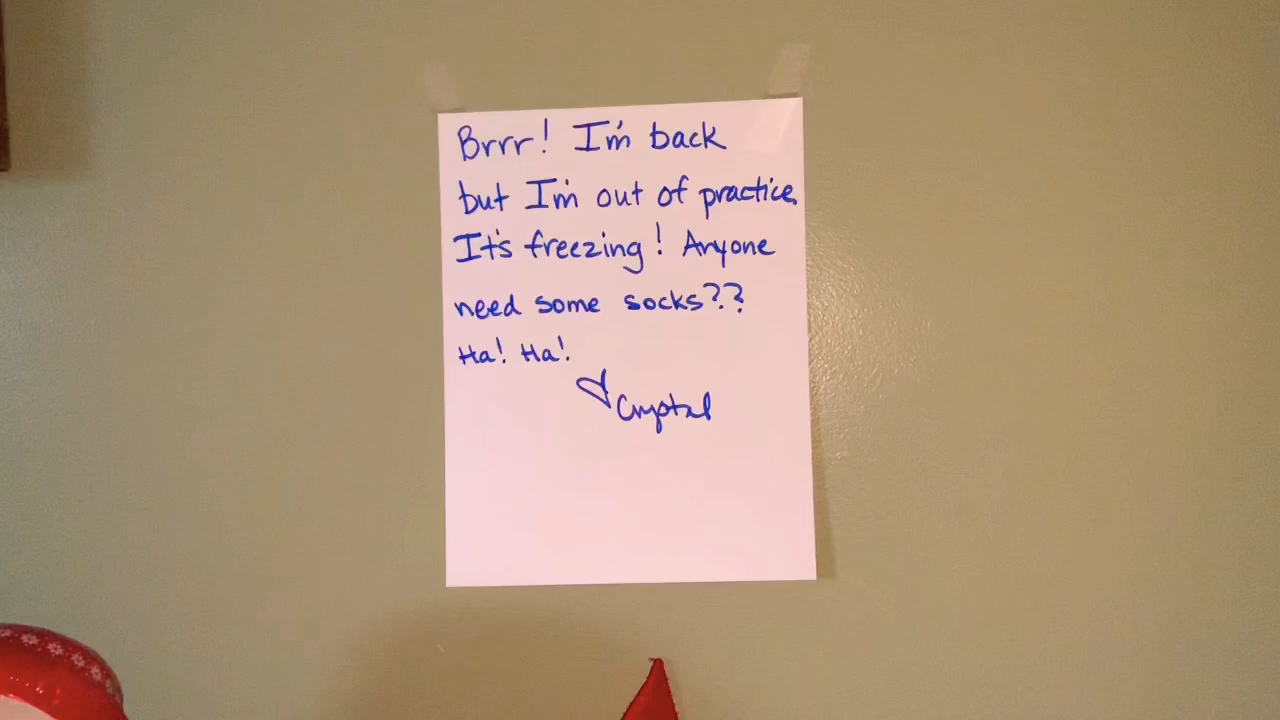 Brrr! I'm back
but I'm out of practice.
It's freezing! Anyone
need some socks??
Ha! Ha!
Crystal